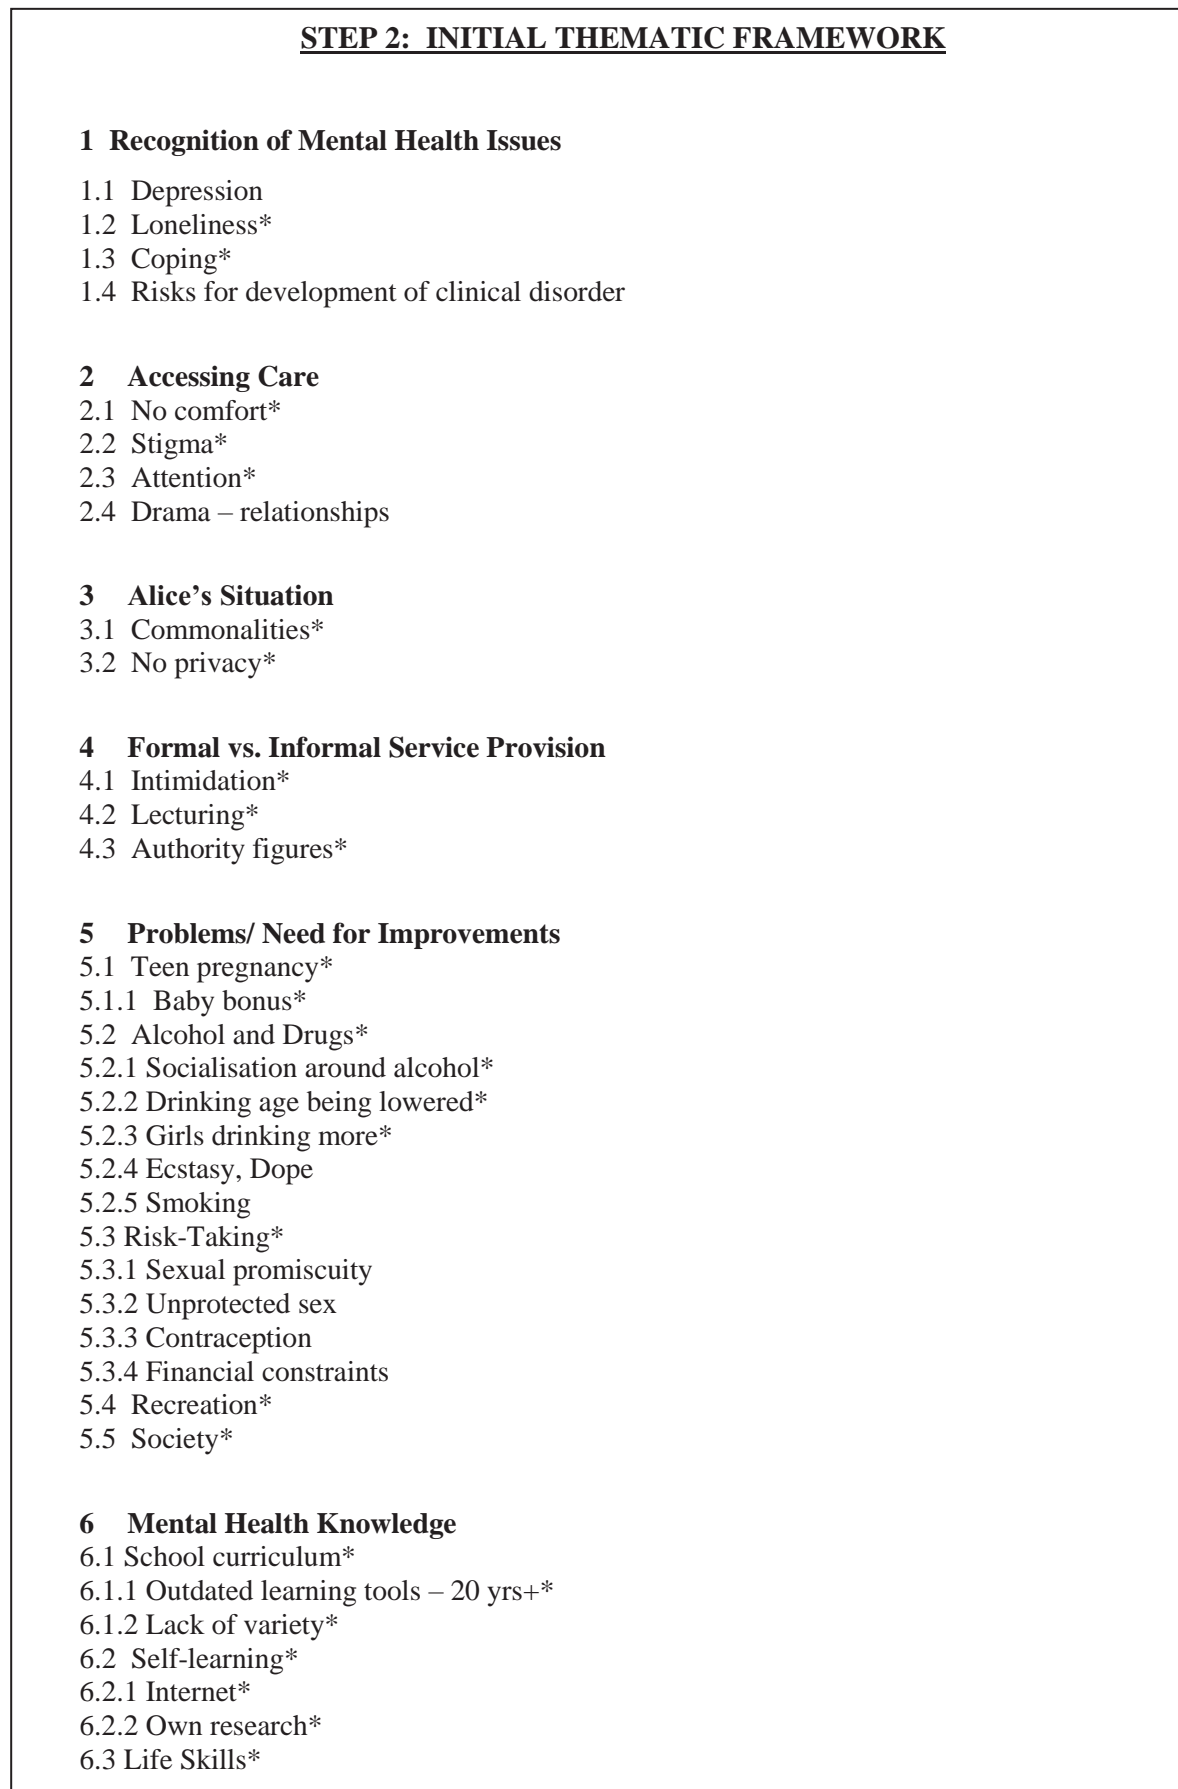 STEP 2: INITIAL THEMATIC FRAMEWORK
1 Recognition of Mental Health Issues
1.1 Depression
1.2 Loneliness*
1.3 Coping*
1.4 Risks for development of clinical disorder
2 Accessing Care
2.1 No comfort*
2.2 Stigma*
2.3 Attention*
2.4 Drama – relationships
3 Alice’s Situation
3.1 Commonalities*
3.2 No privacy*
4 Formal vs. Informal Service Provision
4.1 Intimidation*
4.2 Lecturing*
4.3 Authority figures*
5 Problems/ Need for Improvements
5.1 Teen pregnancy*
5.1.1 Baby bonus*
5.2 Alcohol and Drugs*
5.2.1 Socialisation around alcohol*
5.2.2 Drinking age being lowered*
5.2.3 Girls drinking more*
5.2.4 Ecstasy, Dope
5.2.5 Smoking
5.3 Risk-Taking*
5.3.1 Sexual promiscuity
5.3.2 Unprotected sex
5.3.3 Contraception
5.3.4 Financial constraints
5.4 Recreation*
5.5 Society*
6 Mental Health Knowledge
6.1 School curriculum*
6.1.1 Outdated learning tools – 20 yrs+*
6.1.2 Lack of variety*
6.2 Self-learning*
6.2.1 Internet*
6.2.2 Own research*
6.3 Life Skills*